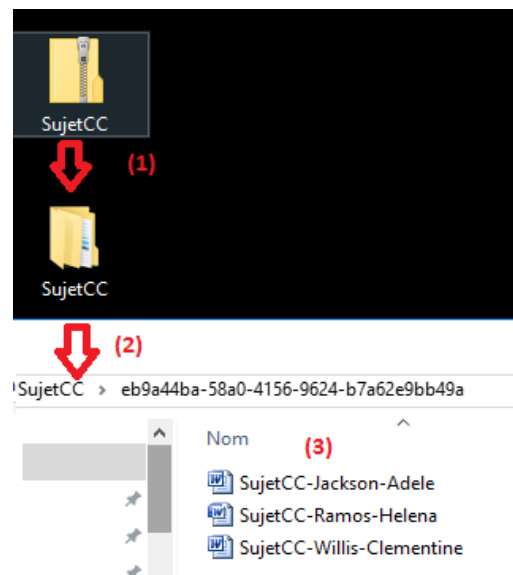 SujetCC
(1)
SujetCC
(2)
SujetCC > eb9a44ba-58a0-4156-9624-b7a62e9bb49a
Nom
(3)
SujetCC-Jackson-Adele
SujetCC-Ramos-Helena
SujetCC-Willis-Clementine